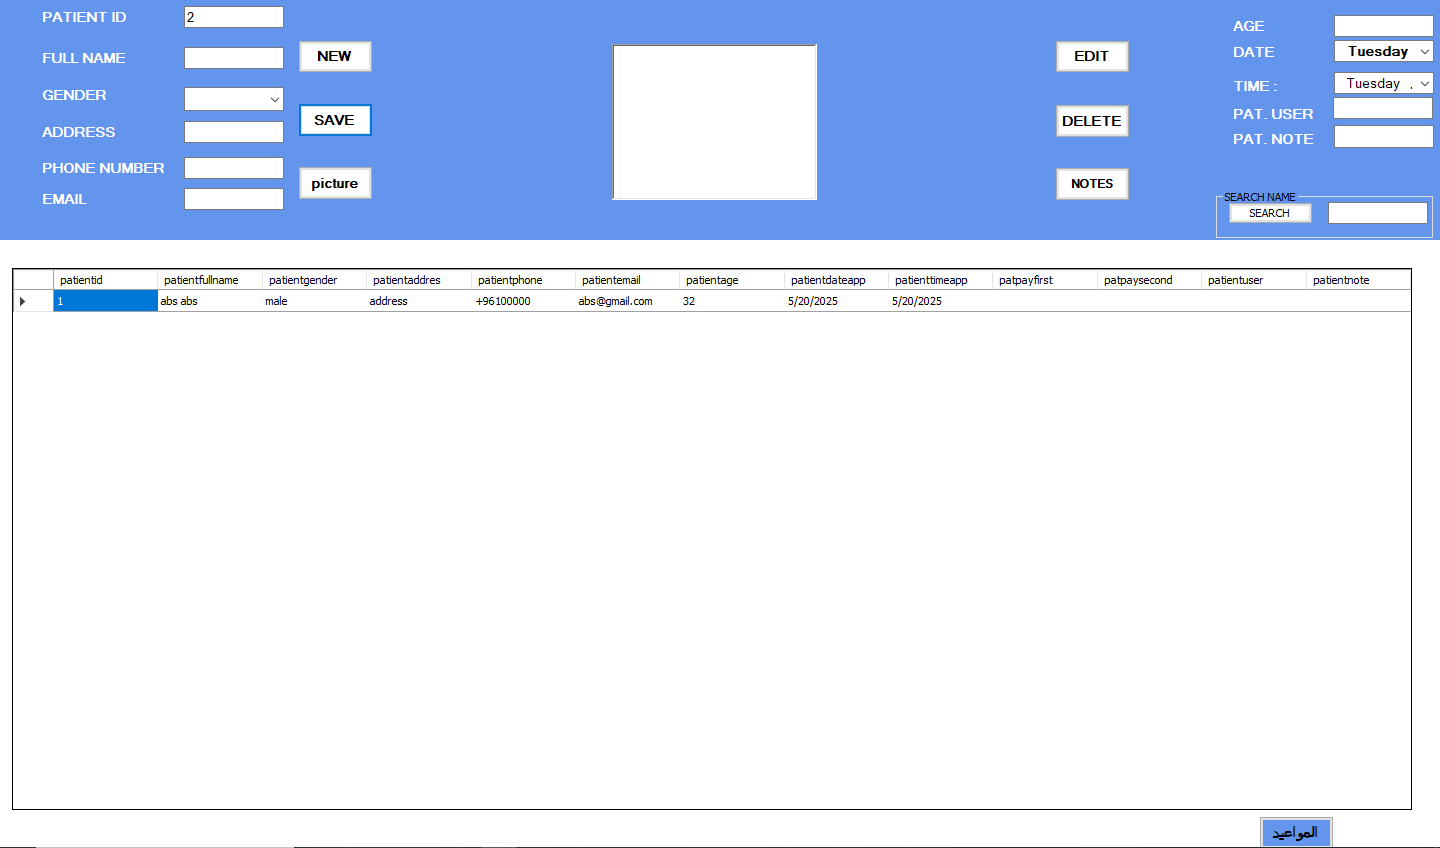 PATIENT ID 2
FULL NAME
GENDER
ADDRESS
PHONE NUMBER
EMAIL
NEW
SAVE
picture
EDIT
DELETE
NOTES
AGE
DATE Tuesday
TIME : Tuesday .
PAT. USER
PAT. NOTE
SEARCH NAME
SEARCH
patientid patientfullname patientgender patientaddres patientphone patientemail patientage patientdateapp patienttimeapp patpayfirst patpaysecond patientuser patientnote
1 abs abs male address +96100000 abs@gmail.com 32 5/20/2025 5/20/2025
المواعيد